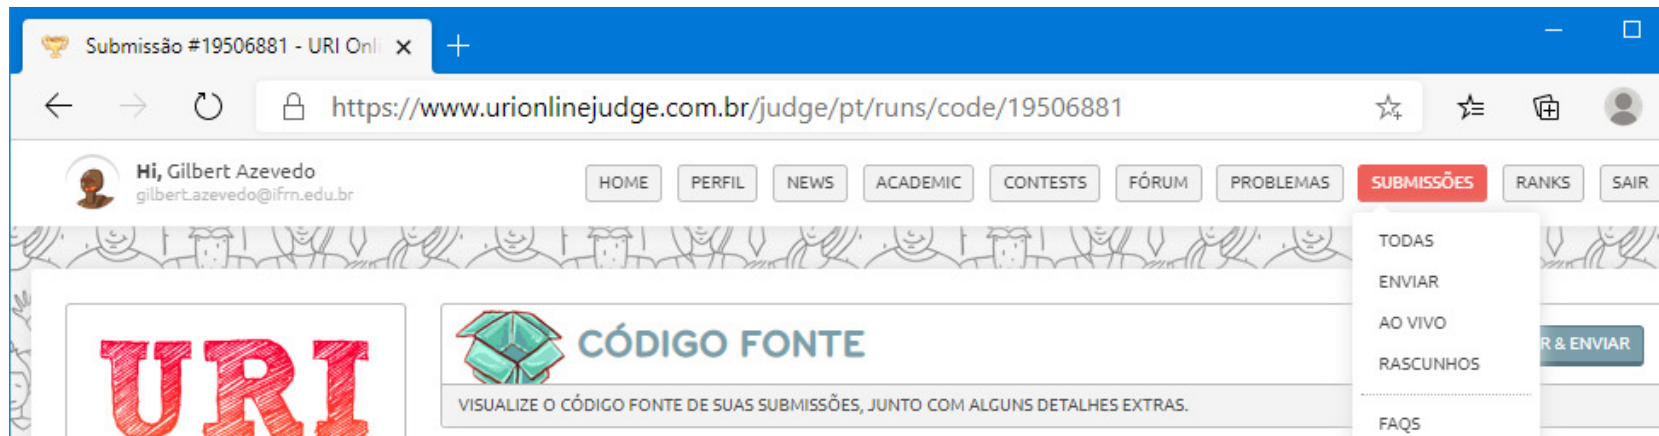 Submissão #19506881 - URI Onli
https://www.urionlinejudge.com.br/judge/pt/runs/code/19506881
Hi, Gilbert Azevedo
gilbert.azevedo@ifrn.edu.br
HOME PERFIL NEWS ACADEMIC CONTESTS FÓRUM PROBLEMAS SUBMISSÕES RANKS SAIR
TODAS
ENVIAR
AO VIVO
RASCUNHOS
FAQS
URI
CÓDIGO FONTE
R & ENVIAR
VISUALIZE O CÓDIGO FONTE DE SUAS SUBMISSÕES, JUNTO COM ALGUNS DETALHES EXTRAS.